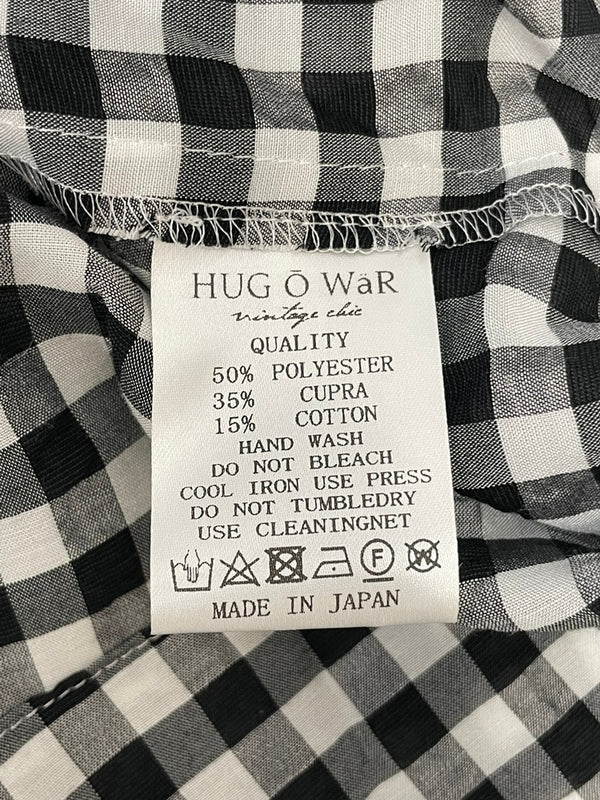 HUG Ō WäR
vintage chic
QUALITY
50% POLYESTER
35% CUPRA
15% COTTON
HAND WASH
DO NOT BLEACH
COOL IRON USE PRESS
DO NOT TUMBLEDRY
USE CLEANINGNET
F W
MADE IN JAPAN